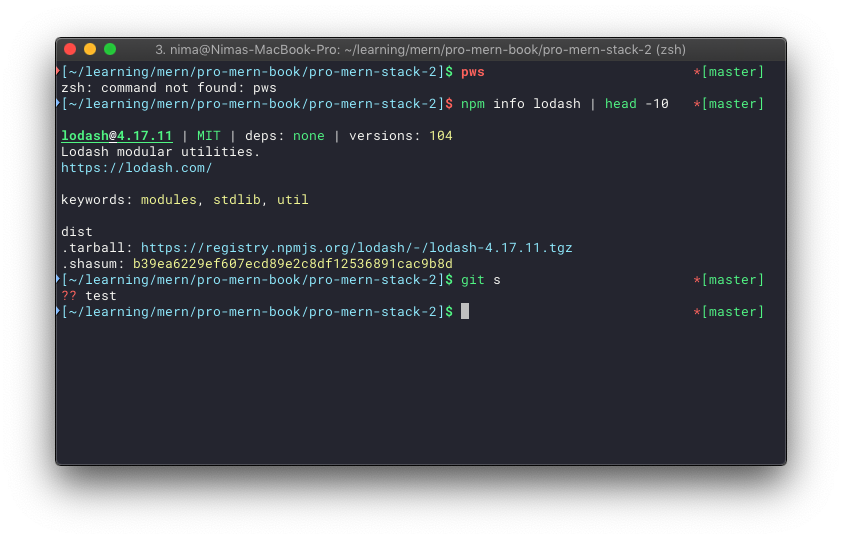 3. nima@Nimas-MacBook-Pro: ~/learning/mern/pro-mern-book/pro-mern-stack-2 (zsh)
[~/learning/mern/pro-mern-book/pro-mern-stack-2]$ pws *[master]
zsh: command not found: pws
[~/learning/mern/pro-mern-book/pro-mern-stack-2]$ npm info lodash | head -10 *[master]
lodash@4.17.11 | MIT | deps: none | versions: 104
Lodash modular utilities.
https://lodash.com/
keywords: modules, stdlib, util
dist
.tarball: https://registry.npmjs.org/lodash/-/lodash-4.17.11.tgz
.shasum: b39ea6229ef607ecd89e2c8df12536891cac9b8d
[~/learning/mern/pro-mern-book/pro-mern-stack-2]$ git s *[master]
?? test
[~/learning/mern/pro-mern-book/pro-mern-stack-2]$ *[master]